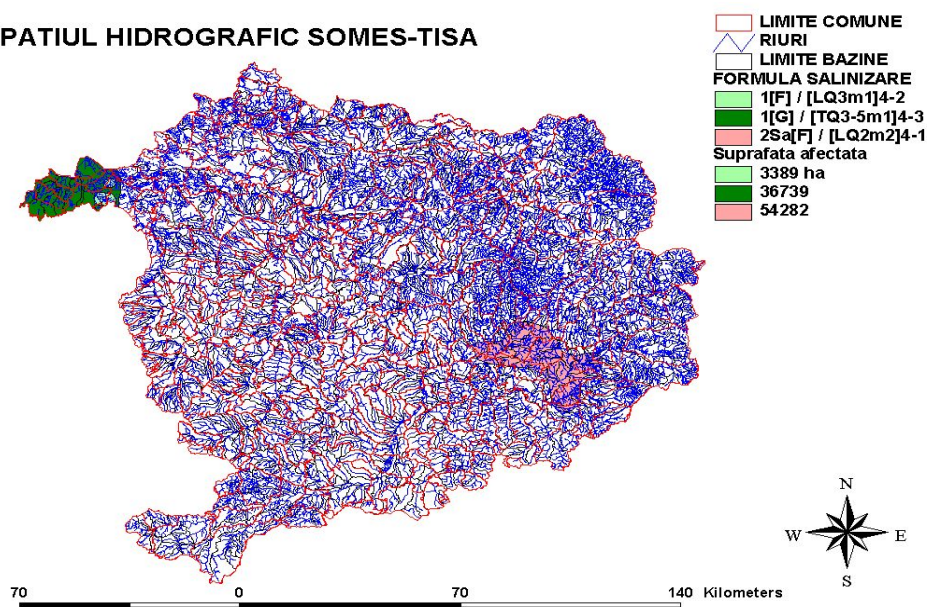 PATIUL HIDROGRAFIC SOMES-TISA
LIMITE COMUNE
RIURI
LIMITE BAZINE
FORMULA SALINIZARE
1[F] / [LQ3m1]4-2
1[G] / [TQ3-5m1]4-3
2Sa[F] / [LQ2m2]4-1
Suprafata afectata
3389 ha
36739
54282
N
W E
S
70 0 70 140 Kilometers